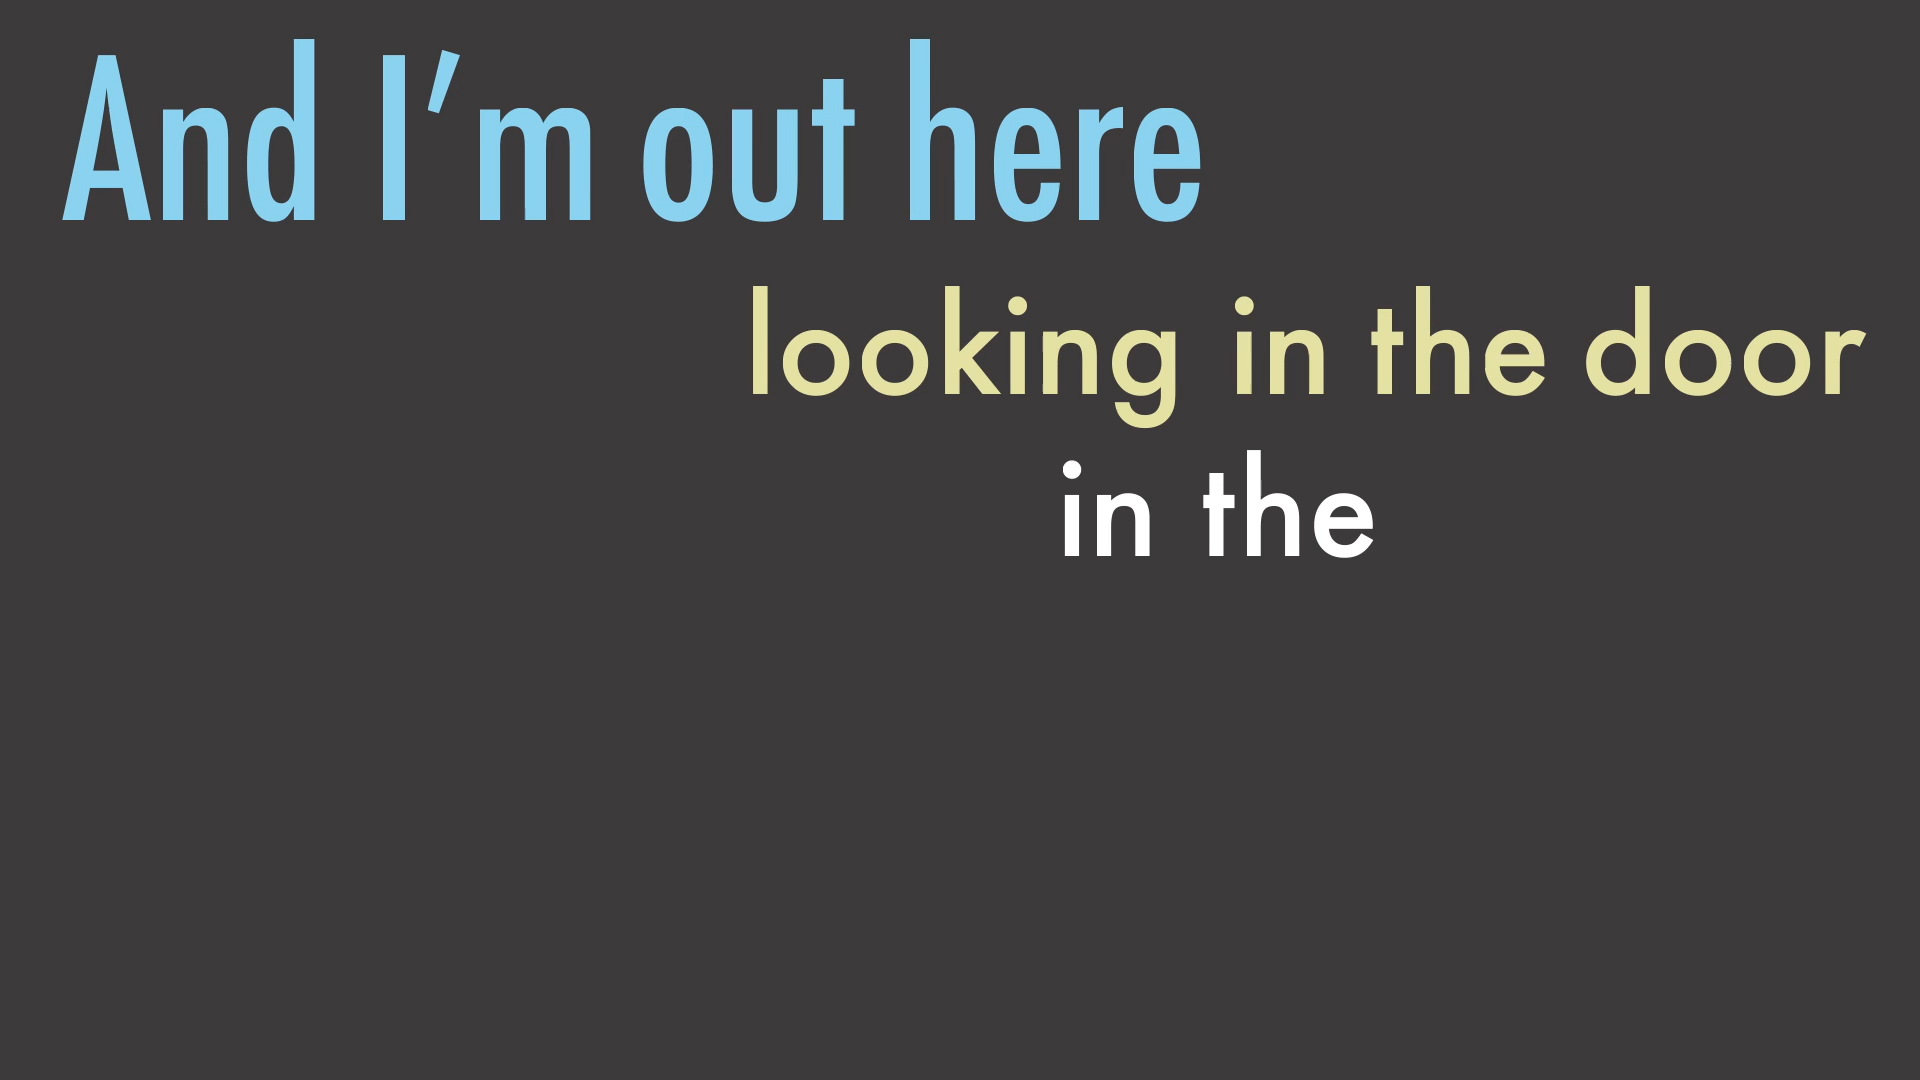 And I’m out here
looking in the door
in the